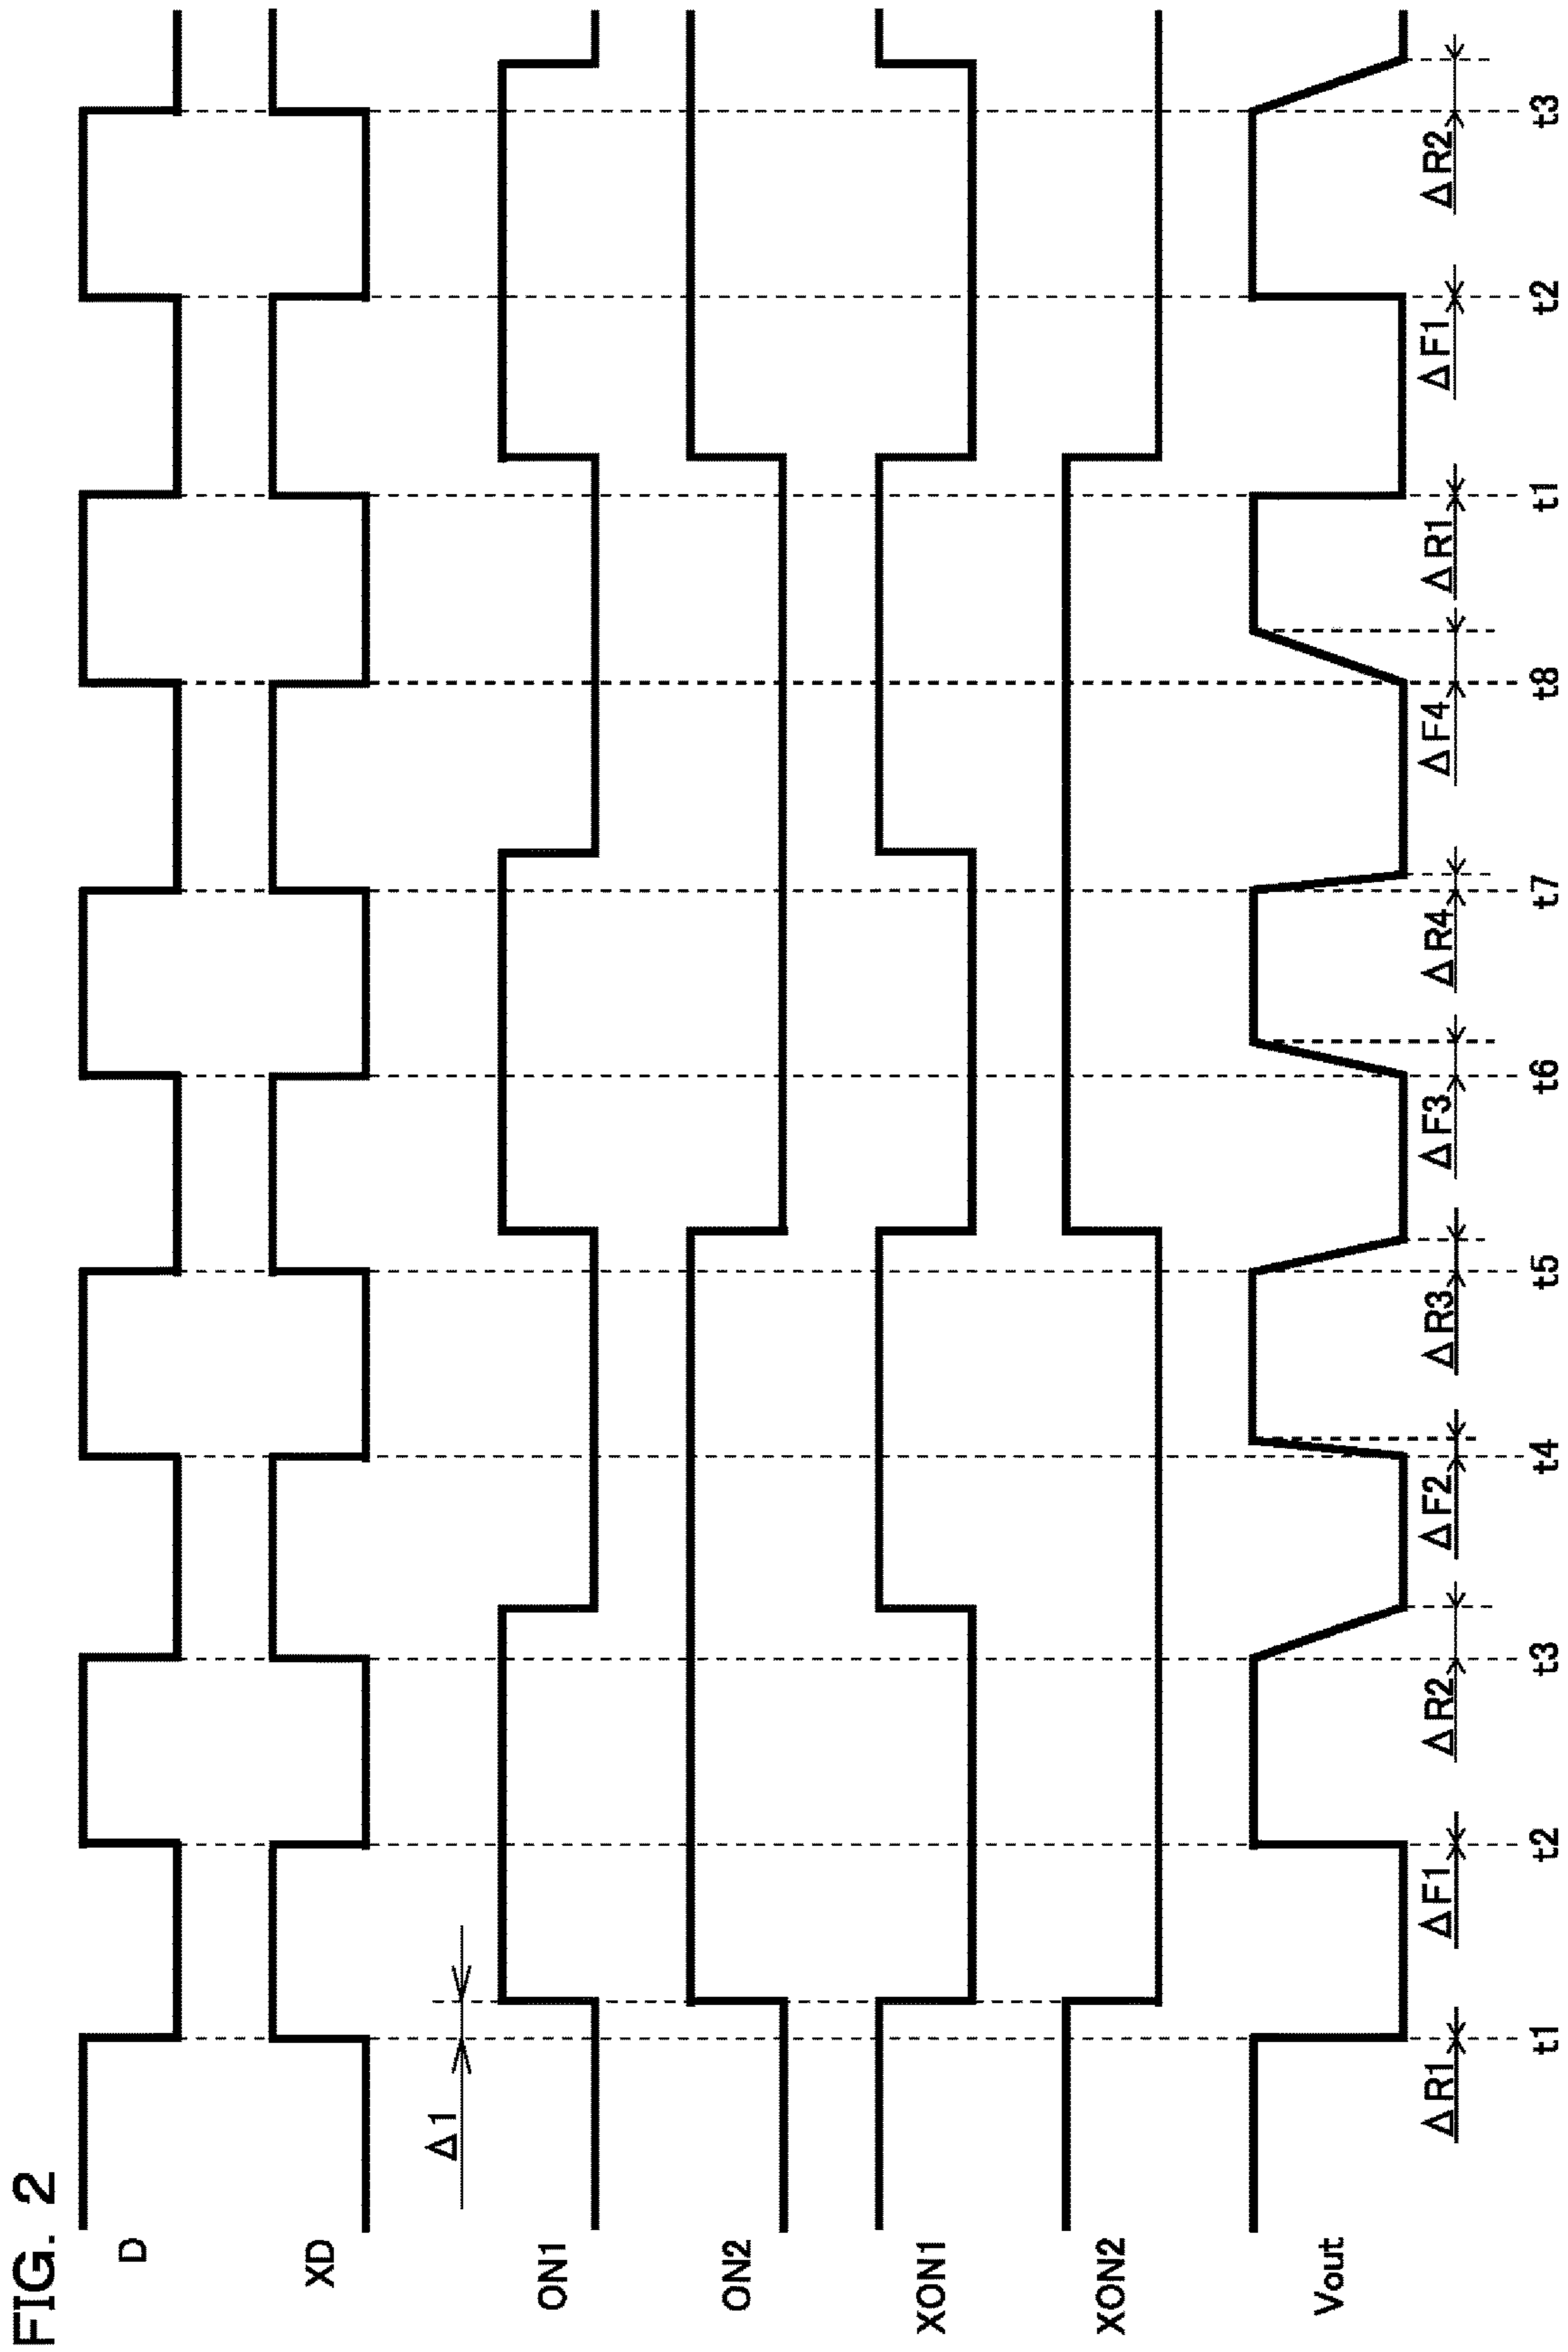 FIG. 2
D
XD
Δ1
ON1
ON2
XON1
XON2
Vout
ΔR1 ΔF1 ΔR2 ΔF2 ΔR3 ΔF3 ΔR4 ΔF4 ΔR1 ΔF1 ΔR2
t1 t2 t3 t4 t5 t6 t7 t8 t1 t2 t3